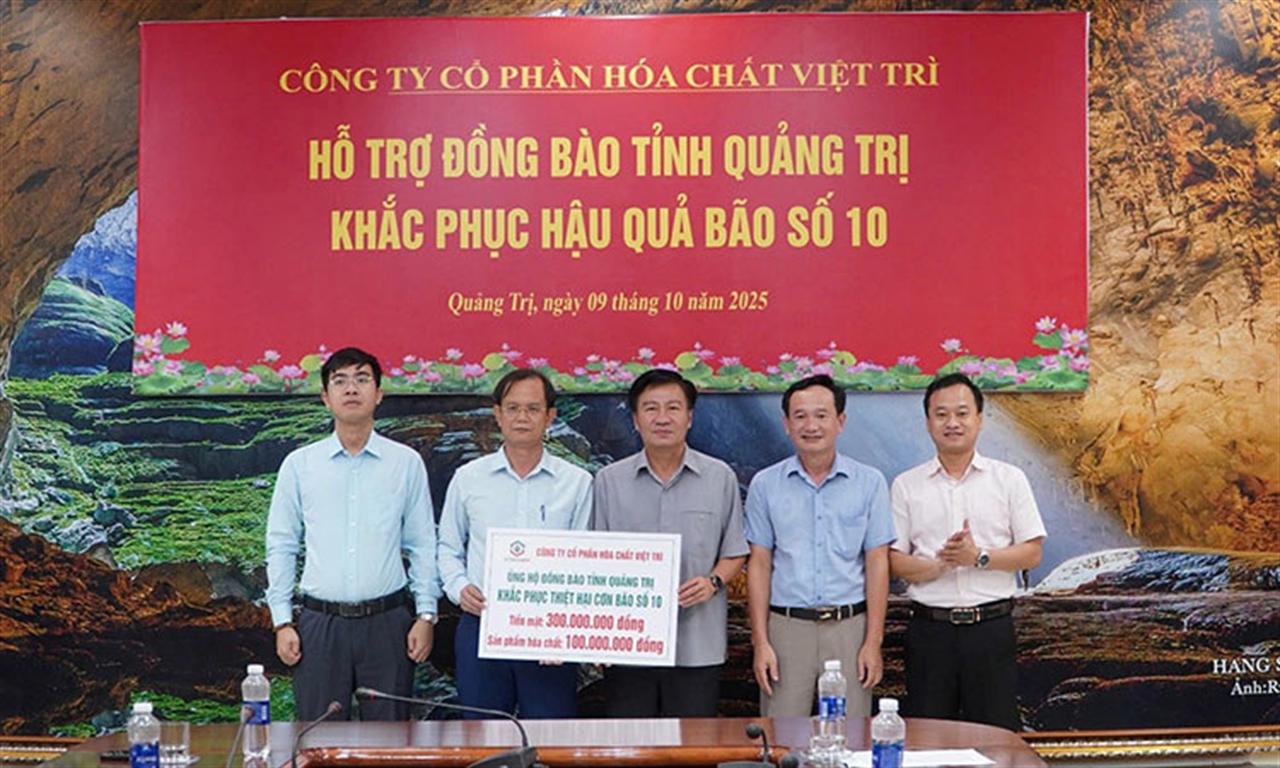 CÔNG TY CỔ PHẦN HÓA CHẤT VIỆT TRÌ
HỖ TRỢ ĐỒNG BÀO TỈNH QUẢNG TRỊ
KHẮC PHỤC HẬU QUẢ BÃO SỐ 10
Quảng Trị, ngày 09 tháng 10 năm 2025
CÔNG TY CỔ PHẦN HÓA CHẤT VIỆT TRÌ
ỦNG HỘ ĐỒNG BÀO TỈNH QUẢNG TRỊ
KHẮC PHỤC THIỆT HẠI CƠN BÃO SỐ 10
Tiền mặt: 300.000.000 đồng
Sản phẩm hóa chất: 100.000.000 đồng
HANG S
Ảnh:R